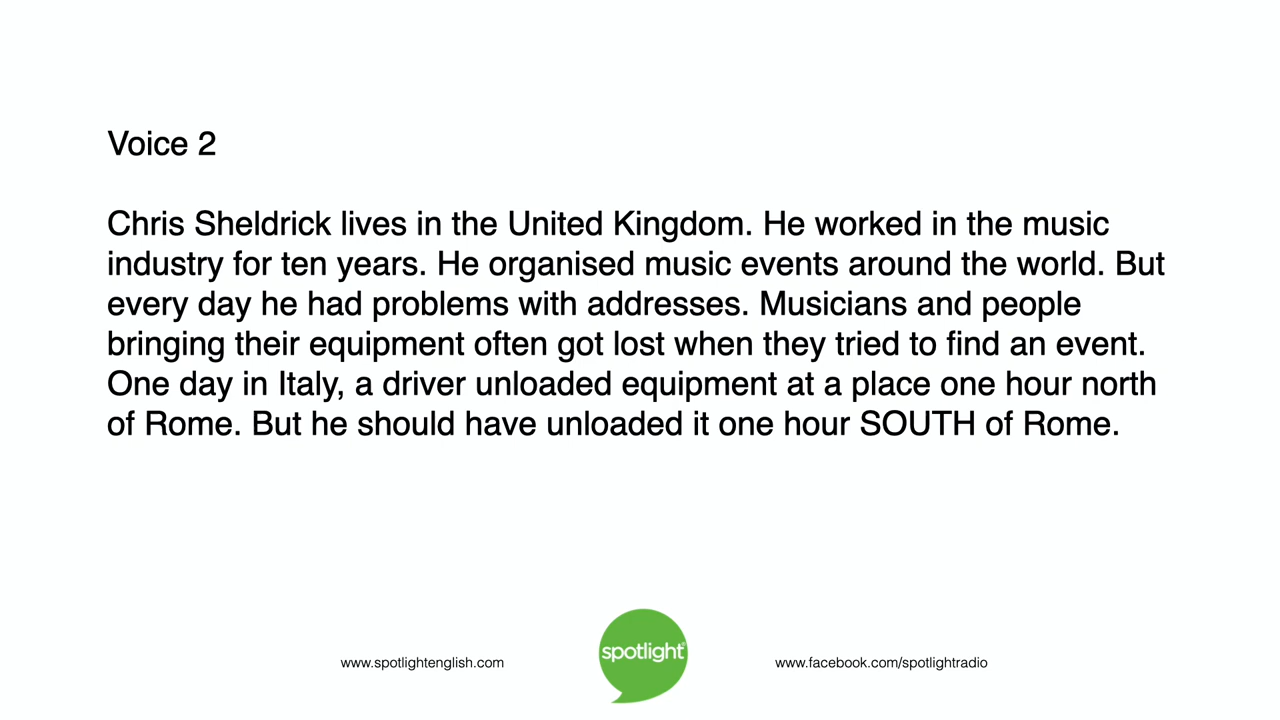 Voice 2
Chris Sheldrick lives in the United Kingdom. He worked in the music
industry for ten years. He organised music events around the world. But
every day he had problems with addresses. Musicians and people
bringing their equipment often got lost when they tried to find an event.
One day in Italy, a driver unloaded equipment at a place one hour north
of Rome. But he should have unloaded it one hour SOUTH of Rome.
www.spotlightenglish.com
spotlight®
www.facebook.com/spotlightradio